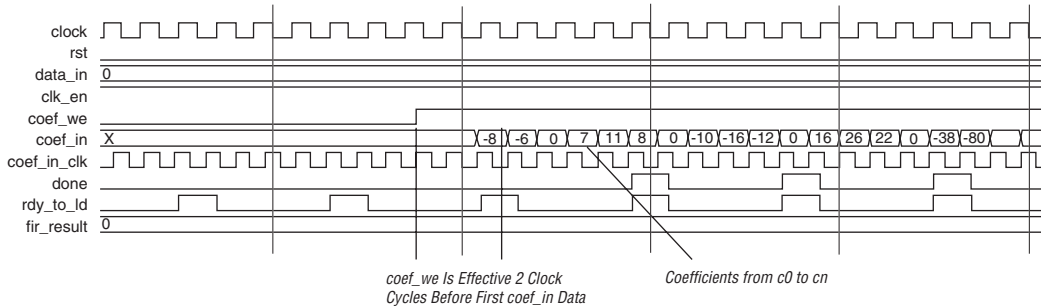 clock
rst
data_in 0
clk_en
coef_we
coef_in X -8 -6 0 7 11 8 0 -10 -16 -12 0 16 26 22 0 -38 -80
coef_in_clk
done
rdy_to_ld
fir_result 0
coef_we Is Effective 2 Clock
Cycles Before First coef_in Data
Coefficients from c0 to cn